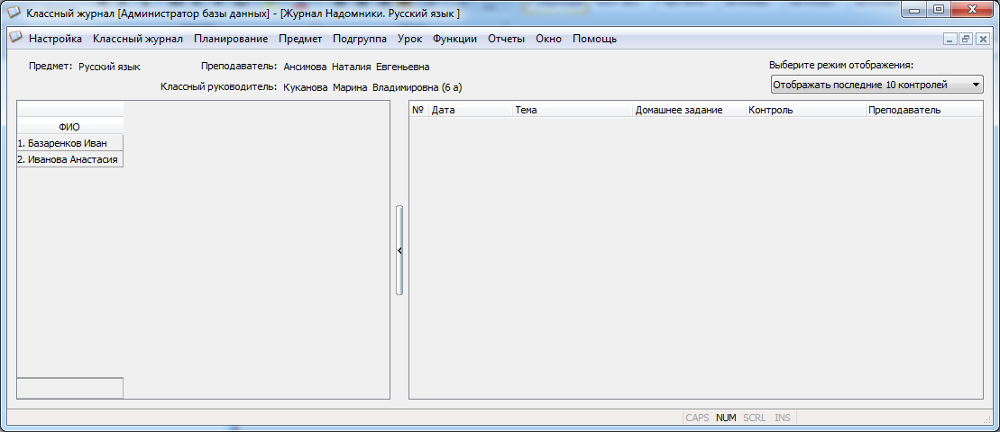 Классный журнал [Администратор базы данных] - [Журнал Надомники. Русский язык ]
Настройка Классный журнал Планирование Предмет Подгруппа Урок Функции Отчеты Окно Помощь
Предмет: Русский язык Преподаватель: Ансимова Наталия Евгеньевна
Выберите режим отображения:
Классный руководитель: Куканова Марина Владимировна (6 а)
Отображать последние 10 контролей
№ Дата Тема Домашнее задание Контроль Преподаватель
ФИО
1. Базаренков Иван
2. Иванова Анастасия
CAPS NUM SCRL INS